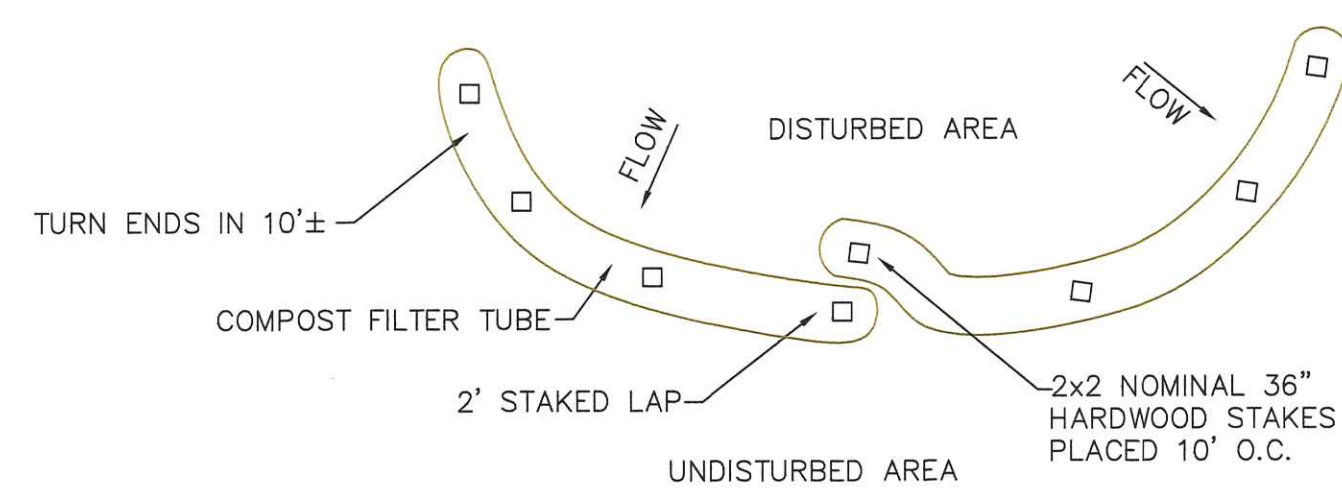 FLOW
DISTURBED AREA
FLOW
TURN ENDS IN 10'±
COMPOST FILTER TUBE
2' STAKED LAP
2x2 NOMINAL 36"
HARDWOOD STAKES
PLACED 10' O.C.
UNDISTURBED AREA